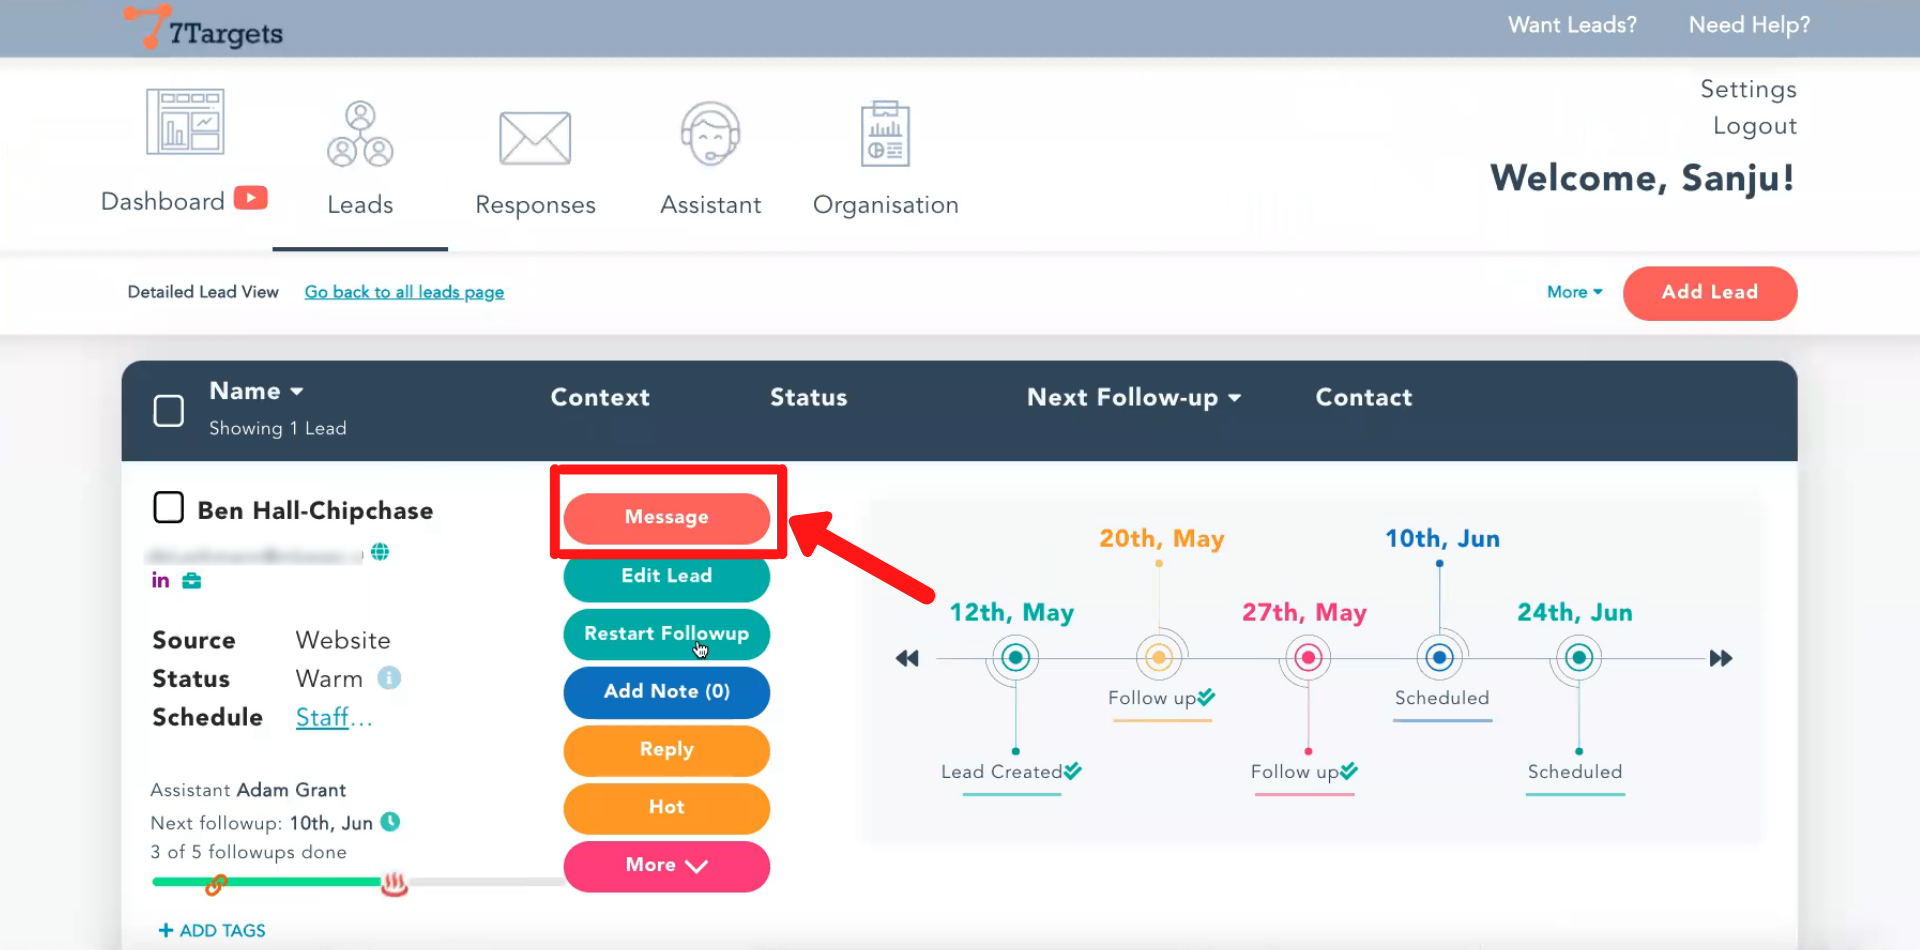 7Targets
Want Leads? Need Help?
Settings
Logout
Welcome, Sanju!
Dashboard Leads Responses Assistant Organisation
Detailed Lead View Go back to all leads page More Add Lead
Name Context Status Next Follow-up Contact
Showing 1 Lead
Ben Hall-Chipchase
in
Source Website
Status Warm
Schedule Staff...
Assistant Adam Grant
Next followup: 10th, Jun
3 of 5 followups done
+ ADD TAGS
Message
Edit Lead
Restart Followup
Add Note (0)
Reply
Hot
More
20th, May 10th, Jun
12th, May 27th, May 24th, Jun
Follow up Scheduled
Lead Created Follow up Scheduled